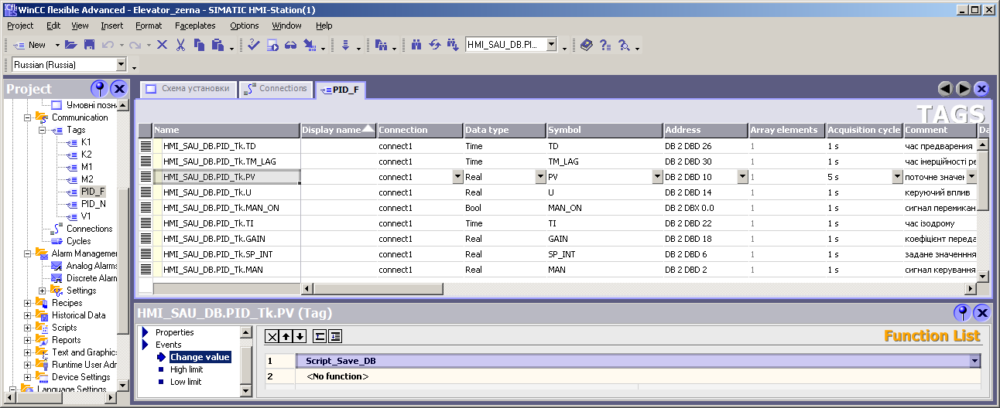 WinCC flexible Advanced - Elevator_zerna - SIMATIC HMI-Station(1)
Project Edit View Insert Format Faceplates Options Window Help
New HMI_SAU_DB.PI...
Russian (Russia)
Project
Схема установки Connections PID_F
TAGS
Умовні позн
Communication
Tags
K1
K2
M1
M2
PID_F
PID_N
V1
Connections
Cycles
Alarm Manageme
Analog Alarms
Discrete Alarm
Settings
Recipes
Historical Data
Scripts
Reports
Text and Graphics
Runtime User Adr
Device Settings
Language Settings
Name Display name Connection Data type Symbol Address Array elements Acquisition cycle Comment Da
HMI_SAU_DB.PID_Tk.TD connect1 Time TD DB 2 DBD 26 1 1 s час предварения
HMI_SAU_DB.PID_Tk.TM_LAG connect1 Time TM_LAG DB 2 DBD 30 1 1 s час інерційності ре
HMI_SAU_DB.PID_Tk.PV connect1 Real PV DB 2 DBD 10 1 5 s поточне значен
HMI_SAU_DB.PID_Tk.U connect1 Real U DB 2 DBD 14 1 1 s керуючий вплив
HMI_SAU_DB.PID_Tk.MAN_ON connect1 Bool MAN_ON DB 2 DBX 0.0 1 1 s сигнал перемикан
HMI_SAU_DB.PID_Tk.TI connect1 Time TI DB 2 DBD 22 1 1 s час ізодрому
HMI_SAU_DB.PID_Tk.GAIN connect1 Real GAIN DB 2 DBD 18 1 1 s коефіцієнт переда
HMI_SAU_DB.PID_Tk.SP_INT connect1 Real SP_INT DB 2 DBD 6 1 1 s задане значенння
HMI_SAU_DB.PID_Tk.MAN connect1 Real MAN DB 2 DBD 2 1 1 s сигнал керування
HMI_SAU_DB.PID_Tk.PV (Tag)
Properties
Events
Change value
High limit
Low limit
Function List
1 Script_Save_DB
2 <No function>